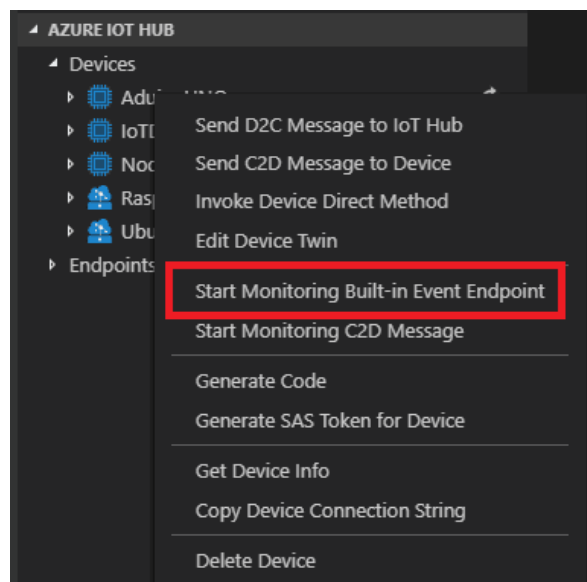 AZURE IOT HUB
Devices
Send D2C Message to IoT Hub
Send C2D Message to Device
Invoke Device Direct Method
Edit Device Twin
Endpoints
Start Monitoring Built-in Event Endpoint
Start Monitoring C2D Message
Generate Code
Generate SAS Token for Device
Get Device Info
Copy Device Connection String
Delete Device